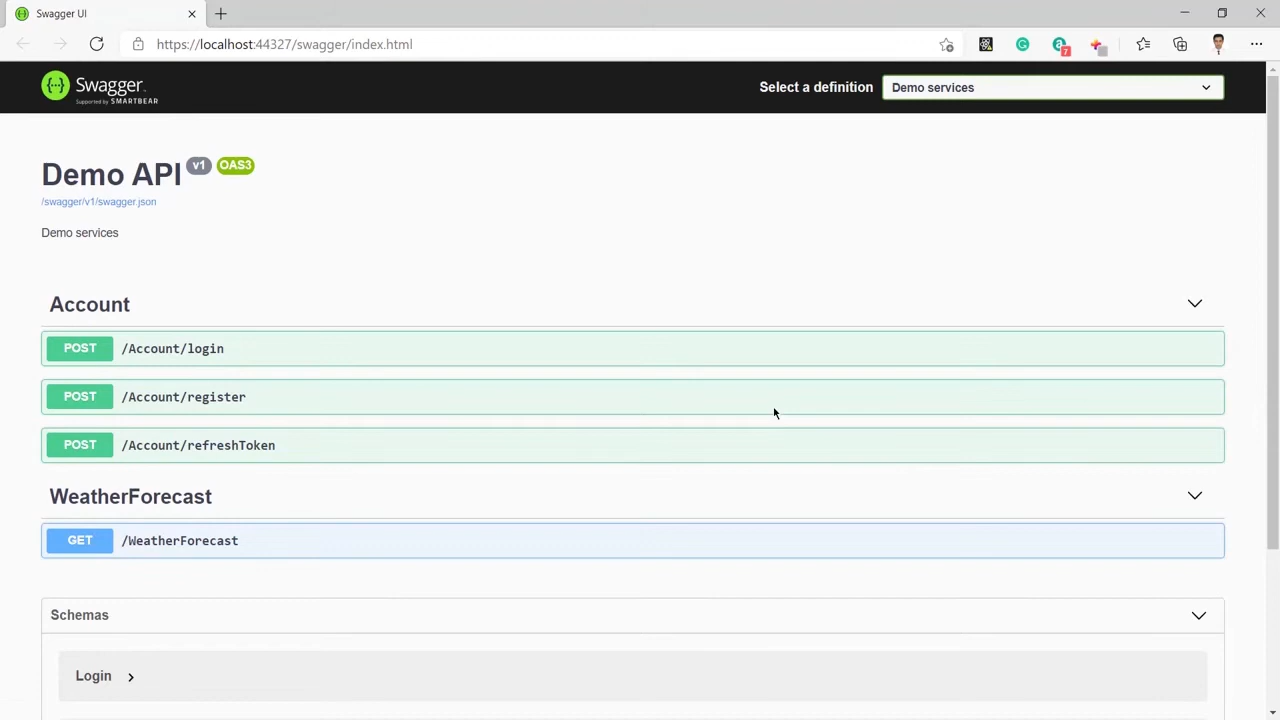 Swagger UI
https://localhost:44327/swagger/index.html
7
Swagger
Supported by SMARTBEAR
Select a definition
Demo services
Demo API v1 OAS3
/swagger/v1/swagger.json
Demo services
Account
POST /Account/login
POST /Account/register
POST /Account/refreshToken
WeatherForecast
GET /WeatherForecast
Schemas
Login